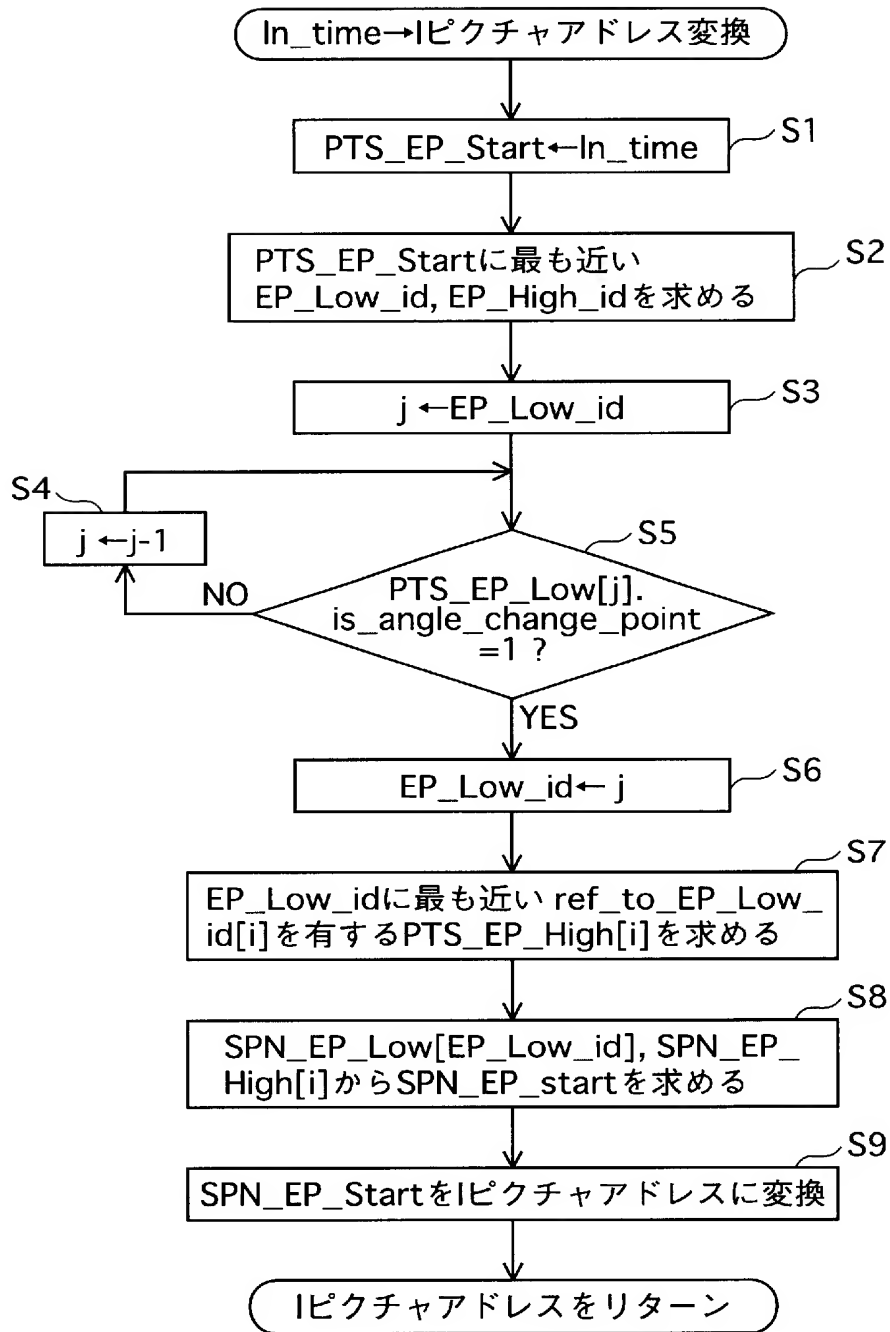 In_time→Iピクチャアドレス変換
S1
PTS_EP_Start←In_time
S2
PTS_EP_Startに最も近い
EP_Low_id, EP_High_idを求める
S3
j ←EP_Low_id
S4
j ←j-1
S5
PTS_EP_Low[j].
is_angle_change_point
=1 ?
NO
YES
S6
EP_Low_id← j
S7
EP_Low_idに最も近い ref_to_EP_Low_
id[i]を有するPTS_EP_High[i]を求める
S8
SPN_EP_Low[EP_Low_id], SPN_EP_
High[i]からSPN_EP_startを求める
S9
SPN_EP_StartをIピクチャアドレスに変換
Iピクチャアドレスをリターン